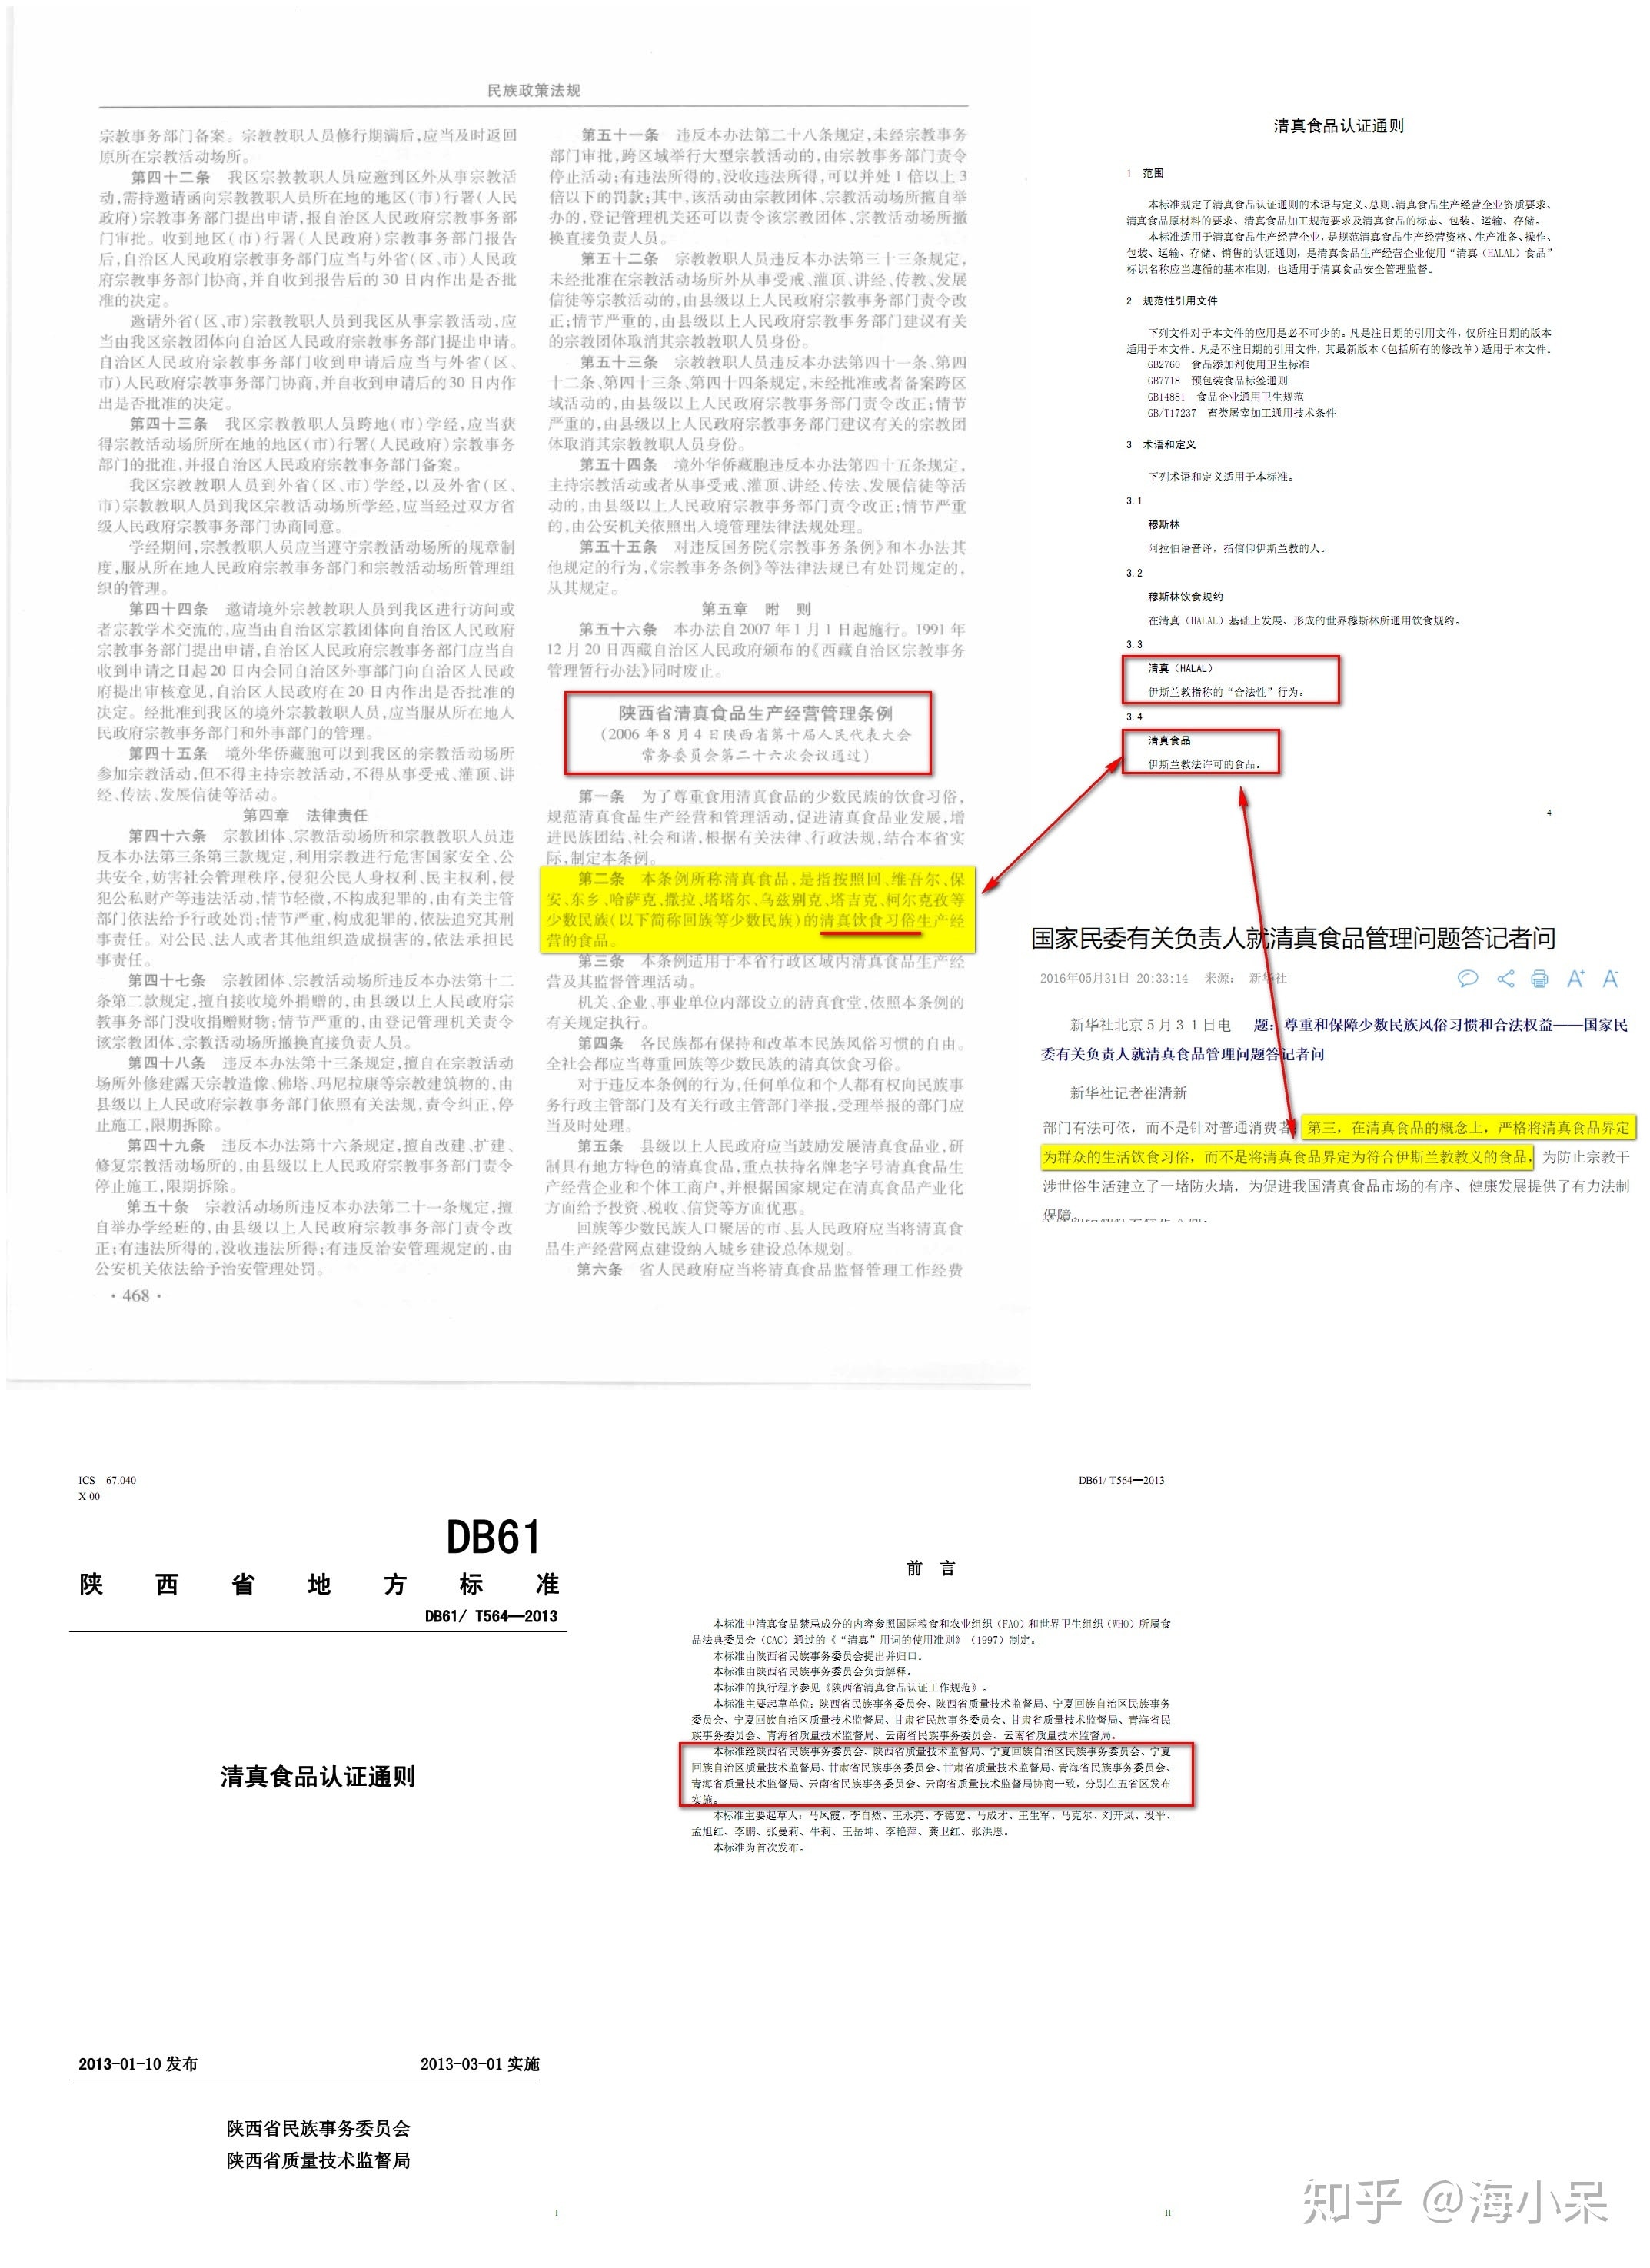 民族政策法规
宗教事务部门备案。宗教教职人员修行期满后,应当及时返回
原所在宗教活动场所。
第四十二条 我区宗教教职人员应邀到区外从事宗教活
动,需持邀请函向宗教教职人员所在地的地区(市)行署(人民
政府)宗教事务部门提出申请,报自治区人民政府宗教事务部
门审批。收到地区(市)行署(人民政府)宗教事务部门报告
后,自治区人民政府宗教事务部门应当与外省(区、市)人民政
府宗教事务部门协商,并自收到报告后的 30 日内作出是否批
准的决定。
邀请外省(区、市)宗教教职人员到我区从事宗教活动,应
当由我区宗教团体向自治区人民政府宗教事务部门提出申请。
自治区人民政府宗教事务部门收到申请后应当与外省(区、
市)人民政府宗教事务部门协商,并自收到申请后的 30 日内作
出是否批准的决定。
第四十三条 我区宗教教职人员跨地(市)学经,应当获
得宗教活动场所所在地的地区(市)行署(人民政府)宗教事务
部门的批准,并报自治区人民政府宗教事务部门备案。
我区宗教教职人员到外省(区、市)学经,以及外省(区、
市)宗教教职人员到我区宗教活动场所学经,应当经过双方省
级人民政府宗教事务部门协商同意。
学经期间,宗教教职人员应当遵守宗教活动场所的规章制
度,服从所在地人民政府宗教事务部门和宗教活动场所管理组
织的管理。
第四十四条 邀请境外宗教教职人员到我区进行访问或
者宗教学术交流的,应当由自治区宗教团体向自治区人民政府
宗教事务部门提出申请,自治区人民政府宗教事务部门应当自
收到申请之日起 20 日内会同自治区外事部门向自治区人民政
府提出审核意见,自治区人民政府在 20 日内作出是否批准的
决定。经批准到我区的境外宗教教职人员,应当服从所在地人
民政府宗教事务部门和外事部门的管理。
第四十五条 境外华侨藏胞可以到我区的宗教活动场所
参加宗教活动,但不得主持宗教活动,不得从事受戒、灌顶、讲
经、传法、发展信徒等活动。
第四章 法律责任
第四十六条 宗教团体、宗教活动场所和宗教教职人员违
反本办法第三条第三款规定,利用宗教进行危害国家安全、公
共安全,妨害社会管理秩序,侵犯公民人身权利、民主权利,侵
犯公私财产等违法活动,情节轻微,不构成犯罪的,由有关主管
部门依法给予行政处罚;情节严重,构成犯罪的,依法追究其刑
事责任。对公民、法人或者其他组织造成损害的,依法承担民
事责任。
第四十七条 宗教团体、宗教活动场所违反本办法第十二
条第二款规定,擅自接收境外捐赠的,由县级以上人民政府宗
教事务部门没收捐赠财物;情节严重的,由登记管理机关责令
该宗教团体、宗教活动场所撤换直接负责人员。
第四十八条 违反本办法第十三条规定,擅自在宗教活动
场所外修建露天宗教造像、佛塔、玛尼拉康等宗教建筑物的,由
县级以上人民政府宗教事务部门依照有关法规,责令纠正,停
止施工,限期拆除。
第四十九条 违反本办法第十六条规定,擅自改建、扩建、
修复宗教活动场所的,由县级以上人民政府宗教事务部门责令
停止施工,限期拆除。
第五十条 宗教活动场所违反本办法第二十一条规定,擅
自举办学经班的,由县级以上人民政府宗教事务部门责令改
正;有违法所得的,没收违法所得;有违反治安管理规定的,由
公安机关依法给予治安管理处罚。
· 468 ·
第五十一条 违反本办法第二十八条规定,未经宗教事务
部门审批,跨区域举行大型宗教活动的,由宗教事务部门责令
停止活动;有违法所得的,没收违法所得,可以并处 1 倍以上 3
倍以下的罚款;其中,该活动由宗教团体、宗教活动场所擅自举
办的,登记管理机关还可以责令该宗教团体、宗教活动场所撤
换直接负责人员。
第五十二条 宗教教职人员违反本办法第三十三条规定,
未经批准在宗教活动场所外从事受戒、灌顶、讲经、传教、发展
信徒等宗教活动的,由县级以上人民政府宗教事务部门责令改
正;情节严重的,由县级以上人民政府宗教事务部门建议有关
的宗教团体取消其宗教教职人员身份。
第五十三条 宗教教职人员违反本办法第四十一条、第四
十二条、第四十三条、第四十四条规定,未经批准或者备案跨区
域活动的,由县级以上人民政府宗教事务部门责令改正;情节
严重的,由县级以上人民政府宗教事务部门建议有关的宗教团
体取消其宗教教职人员身份。
第五十四条 境外华侨藏胞违反本办法第四十五条规定,
主持宗教活动或者从事受戒、灌顶、讲经、传法、发展信徒等活
动的,由县级以上人民政府宗教事务部门责令改正;情节严重
的,由公安机关依照出入境管理法律法规处理。
第五十五条 对违反国务院《宗教事务条例》和本办法其
他规定的行为,《宗教事务条例》等法律法规已有处罚规定的,
从其规定。
第五章 附 则
第五十六条 本办法自 2007 年 1 月 1 日起施行。1991 年
12 月 20 日西藏自治区人民政府颁布的《西藏自治区宗教事务
管理暂行办法》同时废止。
陕西省清真食品生产经营管理条例
(2006 年 8 月 4 日陕西省第十届人民代表大会
常务委员会第二十六次会议通过)
第一条 为了尊重食用清真食品的少数民族的饮食习俗,
规范清真食品生产经营和管理活动,促进清真食品业发展,增
进民族团结、社会和谐,根据有关法律、行政法规,结合本省实
际,制定本条例。
第二条 本条例所称清真食品,是指按照回、维吾尔、保
安、东乡、哈萨克、撒拉、塔塔尔、乌兹别克、塔吉克、柯尔克孜等
少数民族(以下简称回族等少数民族)的清真饮食习俗生产经
营的食品。
第三条 本条例适用于本省行政区域内清真食品生产经
营及其监督管理活动。
机关、企业、事业单位内部设立的清真食堂,依照本条例的
有关规定执行。
第四条 各民族都有保持和改革本民族风俗习惯的自由。
全社会都应当尊重回族等少数民族的清真饮食习俗。
对于违反本条例的行为,任何单位和个人都有权向民族事
务行政主管部门及有关行政主管部门举报,受理举报的部门应
当及时处理。
第五条 县级以上人民政府应当鼓励发展清真食品业,研
制具有地方特色的清真食品,重点扶持名牌老字号清真食品生
产经营企业和个体工商户,并根据国家规定在清真食品产业化
方面给予投资、税收、信贷等方面优惠。
回族等少数民族人口聚居的市、县人民政府应当将清真食
品生产经营网点建设纳入城乡建设总体规划。
第六条 省人民政府应当将清真食品监督管理工作经费
清真食品认证通则
1 范围
本标准规定了清真食品认证通则的术语与定义、总则、清真食品生产经营企业资质要求、
清真食品原材料的要求、清真食品加工规范要求及清真食品的标志、包装、运输、存储。
本标准适用于清真食品生产经营企业,是规范清真食品生产经营资格、生产准备、操作、
包装、运输、存储、销售的认证通则,是清真食品生产经营企业使用“清真(HALAL)食品”
标识名称应当遵循的基本准则,也适用于清真食品安全管理监督。
2 规范性引用文件
下列文件对于本文件的应用是必不可少的。凡是注日期的引用文件,仅所注日期的版本
适用于本文件。凡是不注日期的引用文件,其最新版本(包括所有的修改单)适用于本文件。
GB2760 食品添加剂使用卫生标准
GB7718 预包装食品标签通则
GB14881 食品企业通用卫生规范
GB/T17237 畜类屠宰加工通用技术条件
3 术语和定义
下列术语和定义适用于本标准。
3.1
穆斯林
阿拉伯语音译,指信仰伊斯兰教的人。
3.2
穆斯林饮食规约
在清真(HALAL)基础上发展、形成的世界穆斯林所通用饮食规约。
3.3
清真(HALAL)
伊斯兰教指称的“合法性”行为。
3.4
清真食品
伊斯兰教法许可的食品。
4
国家民委有关负责人就清真食品管理问题答记者问
2016年05月31日 20:33:14 来源: 新华社
A+ A-
新华社北京5月31日电 题:尊重和保障少数民族风俗习惯和合法权益——国家民
委有关负责人就清真食品管理问题答记者问
新华社记者崔清新
部门有法可依,而不是针对普通消费者 第三,在清真食品的概念上,严格将清真食品界定
为群众的生活饮食习俗,而不是将清真食品界定为符合伊斯兰教教义的食品,为防止宗教干
涉世俗生活建立了一堵防火墙,为促进我国清真食品市场的有序、健康发展提供了有力法制
保障
ICS 67.040
X 00
DB61
陕西省地方标准
DB61/ T564—2013
清真食品认证通则
2013-01-10 发布 2013-03-01 实施
陕西省民族事务委员会
陕西省质量技术监督局
I
DB61/ T564—2013
前 言
本标准中清真食品禁忌成分的内容参照国际粮食和农业组织(FAO)和世界卫生组织(WHO)所属食
品法典委员会(CAC)通过的《“清真”用词的使用准则》(1997)制定。
本标准由陕西省民族事务委员会提出并归口。
本标准由陕西省民族事务委员会负责解释。
本标准的执行程序参见《陕西省清真食品认证工作规范》。
本标准主要起草单位:陕西省民族事务委员会、陕西省质量技术监督局、宁夏回族自治区民族事务
委员会、宁夏回族自治区质量技术监督局、甘肃省民族事务委员会、甘肃省质量技术监督局、青海省民
族事务委员会、青海省质量技术监督局、云南省民族事务委员会、云南省质量技术监督局。
本标准经陕西省民族事务委员会、陕西省质量技术监督局、宁夏回族自治区民族事务委员会、宁夏
回族自治区质量技术监督局、甘肃省民族事务委员会、甘肃省质量技术监督局、青海省民族事务委员会、
青海省质量技术监督局、云南省民族事务委员会、云南省质量技术监督局协商一致,分别在五省区发布
实施。
本标准主要起草人:马风霞、李自然、王永亮、李德宽、马成才、王生军、马克尔、刘开岚、段平、
孟旭红、李鹏、张曼莉、牛莉、王岳坤、李艳萍、龚卫红、张洪恩。
本标准为首次发布。
II
知乎 @海小呆